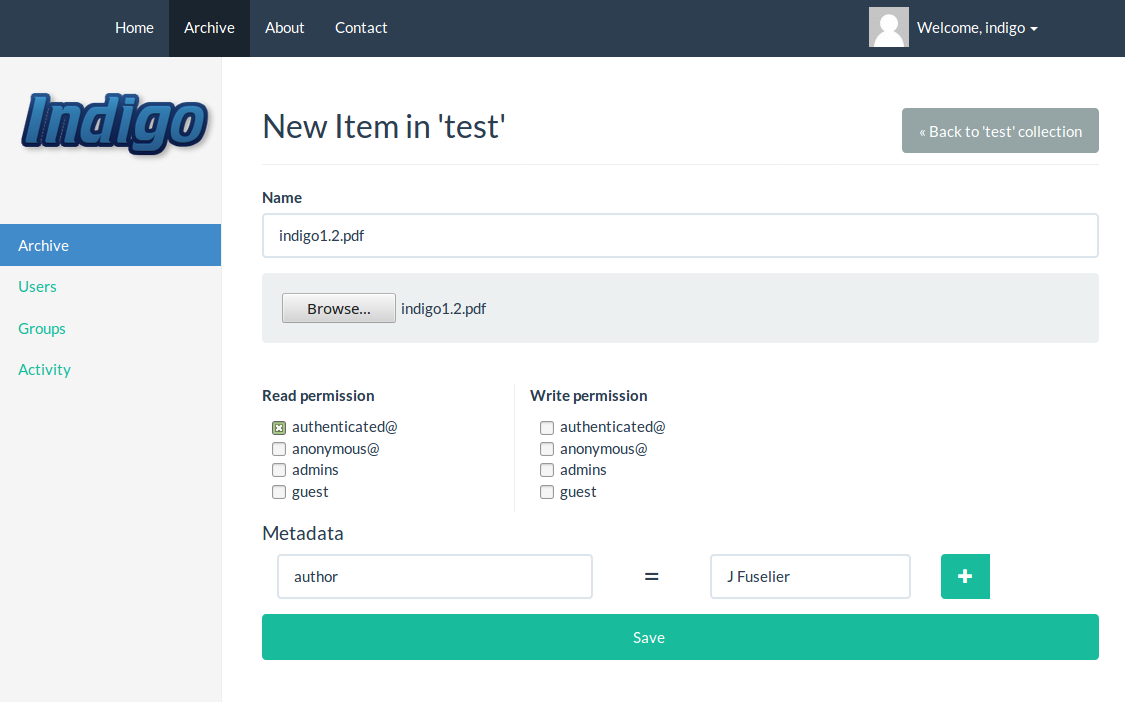 Home Archive About Contact Welcome, indigo
Indigo
Archive
Users
Groups
Activity
New Item in 'test'
« Back to 'test' collection
Name
indigo1.2.pdf
Browse... indigo1.2.pdf
Read permission
authenticated@
anonymous@
admins
guest
Write permission
authenticated@
anonymous@
admins
guest
Metadata
author = J Fuselier +
Save